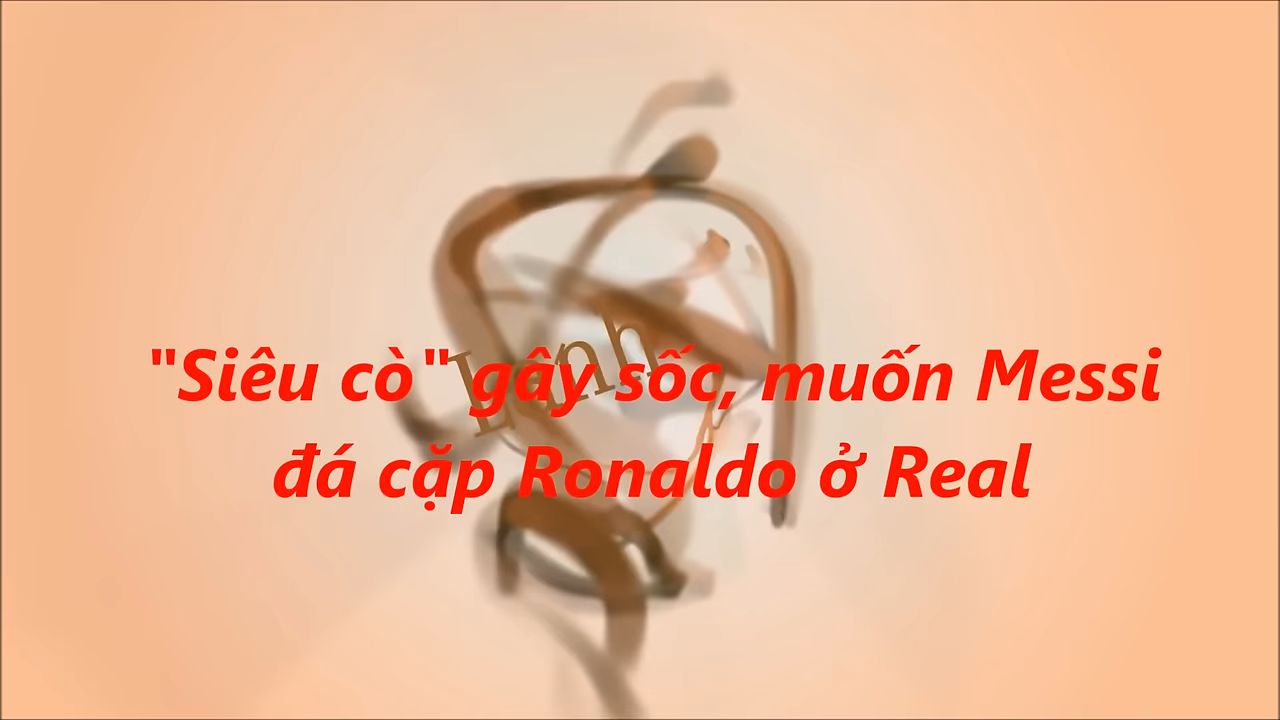 "Siêu cò" gây sốc, muốn Messi
đá cặp Ronaldo ở Real